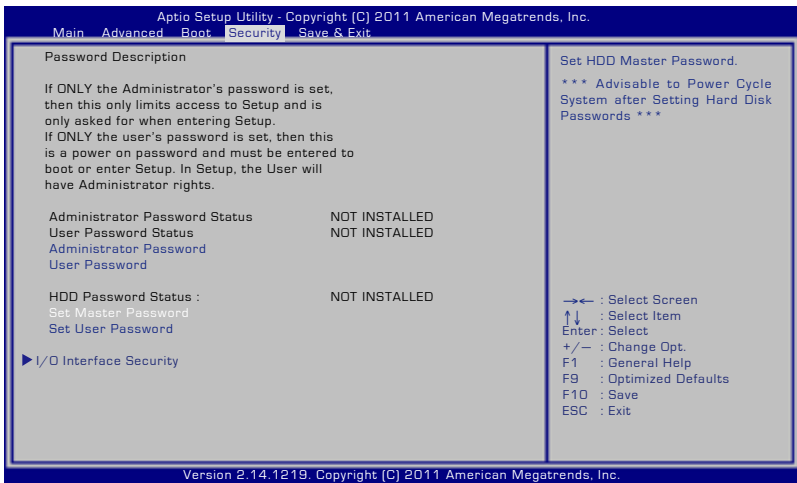 Aptio Setup Utility - Copyright (C) 2011 American Megatrends, Inc.
Main Advanced Boot Security Save & Exit
Password Description
If ONLY the Administrator's password is set,
then this only limits access to Setup and is
only asked for when entering Setup.
If ONLY the user's password is set, then this
is a power on password and must be entered to
boot or enter Setup. In Setup, the User will
have Administrator rights.
Administrator Password Status NOT INSTALLED
User Password Status NOT INSTALLED
Administrator Password
User Password
HDD Password Status : NOT INSTALLED
Set Master Password
Set User Password
I/O Interface Security
Set HDD Master Password.
*** Advisable to Power Cycle
System after Setting Hard Disk
Passwords ***
→← : Select Screen
↑↓ : Select Item
Enter : Select
+/— : Change Opt.
F1 : General Help
F9 : Optimized Defaults
F10 : Save
ESC : Exit
Version 2.14.1219. Copyright (C) 2011 American Megatrends, Inc.